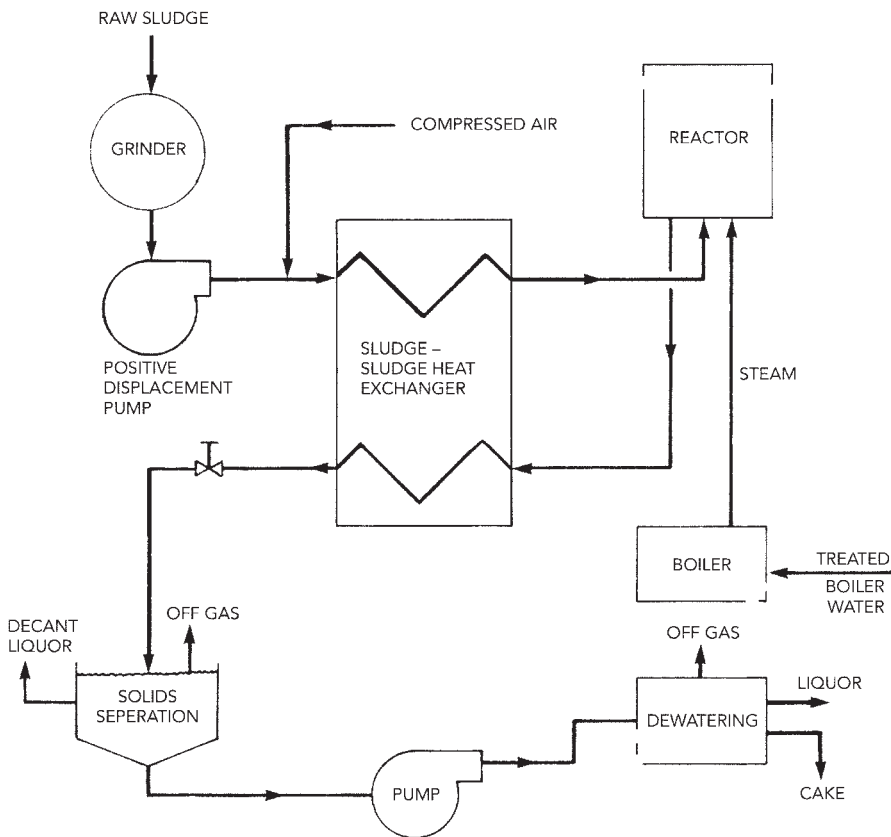 RAW SLUDGE
GRINDER
COMPRESSED AIR
REACTOR
POSITIVE
DISPLACEMENT
PUMP
SLUDGE –
SLUDGE HEAT
EXCHANGER
STEAM
BOILER
TREATED
BOILER
WATER
DECANT
LIQUOR
OFF GAS
SOLIDS
SEPERATION
PUMP
OFF GAS
DEWATERING
LIQUOR
CAKE